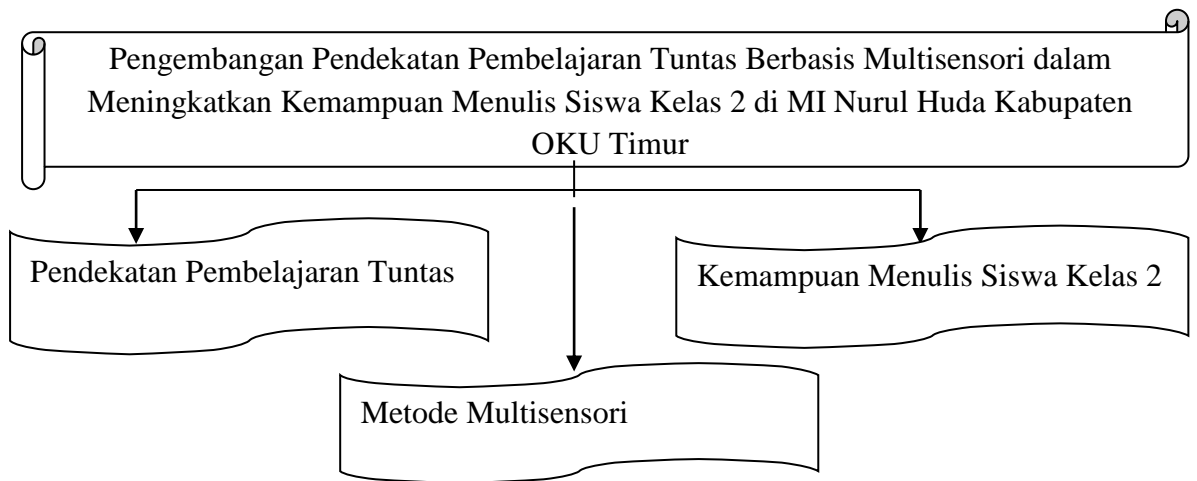 Pengembangan Pendekatan Pembelajaran Tuntas Berbasis Multisensori dalam
Meningkatkan Kemampuan Menulis Siswa Kelas 2 di MI Nurul Huda Kabupaten
OKU Timur
Pendekatan Pembelajaran Tuntas
Kemampuan Menulis Siswa Kelas 2
Metode Multisensori